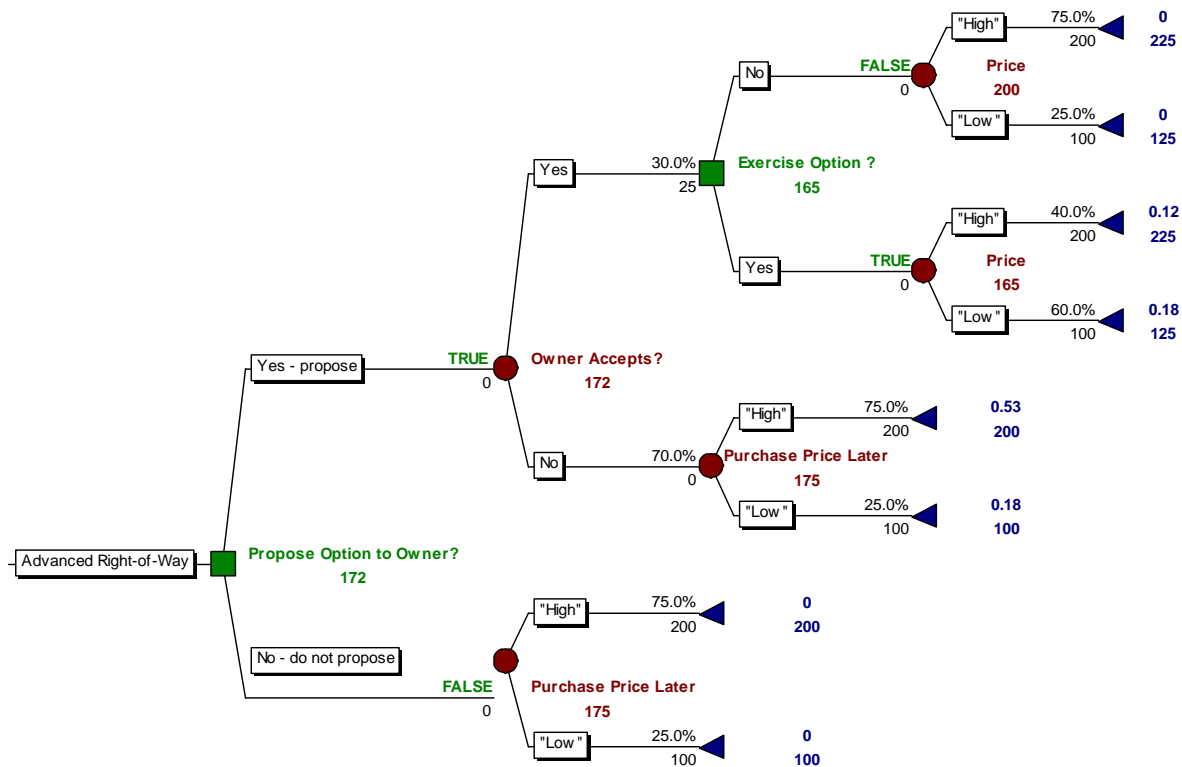 "High"
75.0%
200
0
225
No
FALSE
0
Price
200
"Low"
25.0%
100
0
125
Yes
30.0%
25
Exercise Option ?
165
"High"
40.0%
200
0.12
225
Yes
TRUE
0
Price
165
"Low"
60.0%
100
0.18
125
Yes - propose
TRUE
0
Owner Accepts?
172
"High"
75.0%
200
0.53
200
No
70.0%
0
Purchase Price Later
175
"Low"
25.0%
100
0.18
100
Advanced Right-of-Way
Propose Option to Owner?
172
"High"
75.0%
200
0
200
No - do not propose
FALSE
0
Purchase Price Later
175
"Low"
25.0%
100
0
100